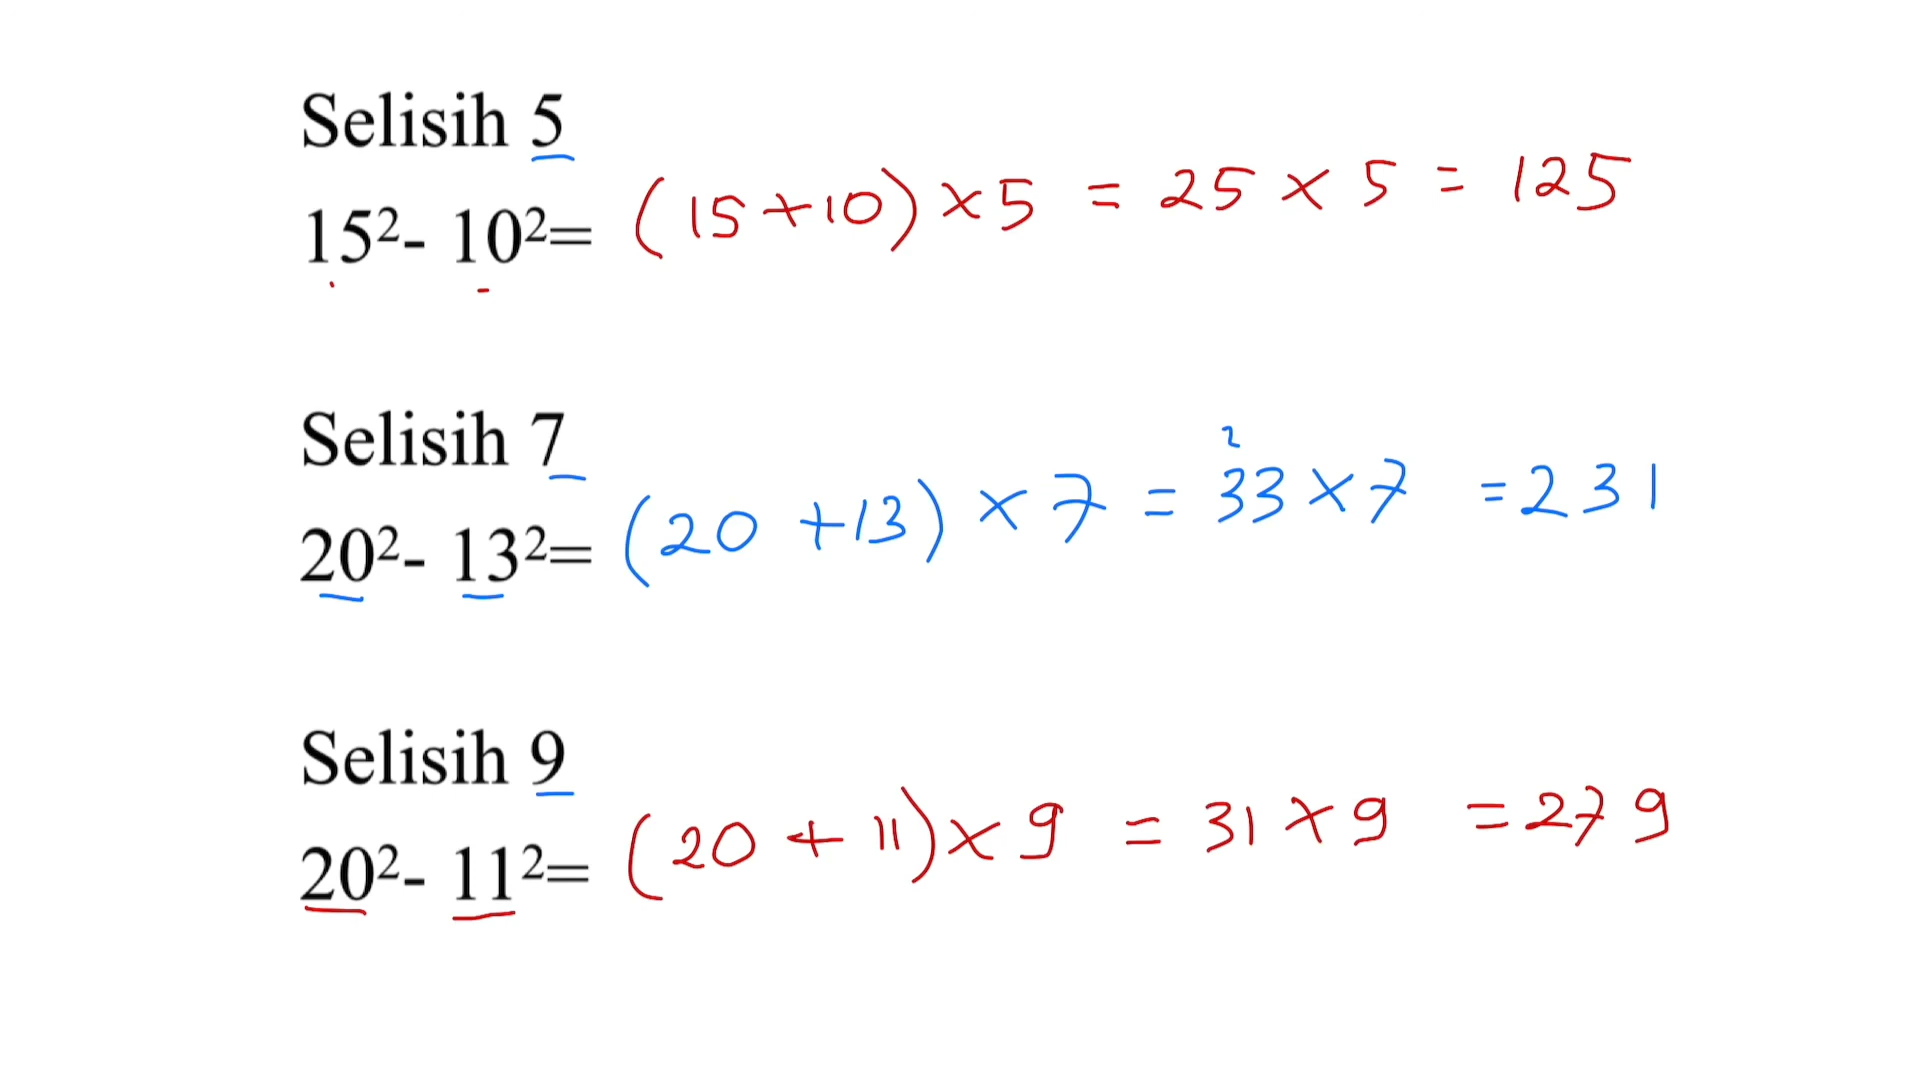 Selisih 5
15²- 10²= (15+10)×5 = 25 × 5 = 125
Selisih 7
2
20²- 13²= (20 +13) × 7 = 33×7 =231
Selisih 9
20²- 11²= (20 + 11)× 9 = 31×9 =279